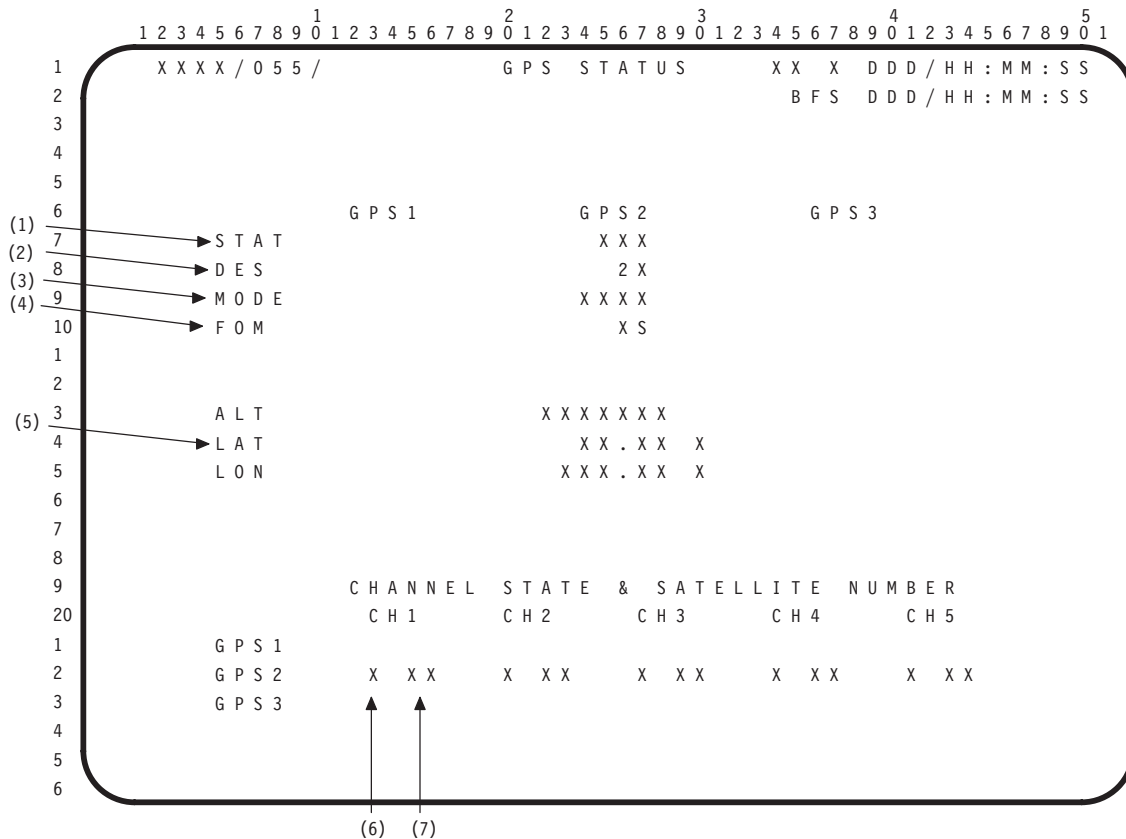 1 2 3 4 5
1 2 3 4 5 6 7 8 9 0 1 2 3 4 5 6 7 8 9 0 1 2 3 4 5 6 7 8 9 0 1 2 3 4 5 6 7 8 9 0 1 2 3 4 5 6 7 8 9 0 1
1 XXXX/055/ GPS STATUS XX X DDD/HH:MM:SS
2 BFS DDD/HH:MM:SS
3
4
5
6 GPS1 GPS2 GPS3
(1) 7 STAT XXX
(2) 8 DES 2X
(3) 9 MODE XXXX
(4) 10 FOM XS
1
2
3 ALT XXXXXXX
(5) 4 LAT XX.XX X
5 LON XXX.XX X
6
7
8
9 CHANNEL STATE & SATELLITE NUMBER
20 CH1 CH2 CH3 CH4 CH5
1 GPS1
2 GPS2 X XX X XX X XX X XX X XX
3 GPS3
4
5
6
(6) (7)